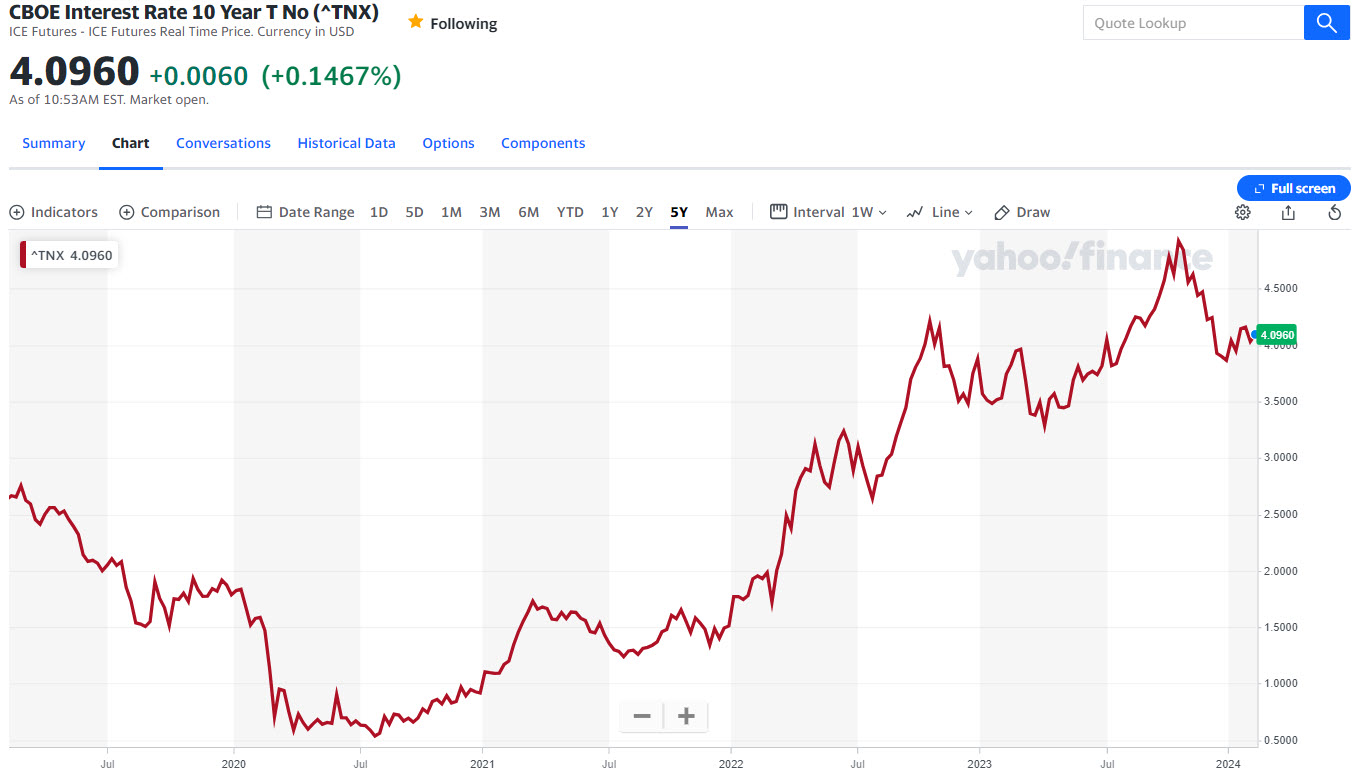 CBOE Interest Rate 10 Year T No (^TNX)
ICE Futures - ICE Futures Real Time Price. Currency in USD
Following
Quote Lookup
4.0960 +0.0060 (+0.1467%)
As of 10:53AM EST. Market open.
Summary Chart Conversations Historical Data Options Components
Full screen
Indicators Comparison Date Range 1D 5D 1M 3M 6M YTD 1Y 2Y 5Y Max Interval 1W Line Draw
^TNX 4.0960
yahoo!finance
4.5000
4.0960
4.0000
3.5000
3.0000
2.5000
2.0000
1.5000
1.0000
0.5000
Jul 2020 Jul 2021 Jul 2022 Jul 2023 Jul 2024